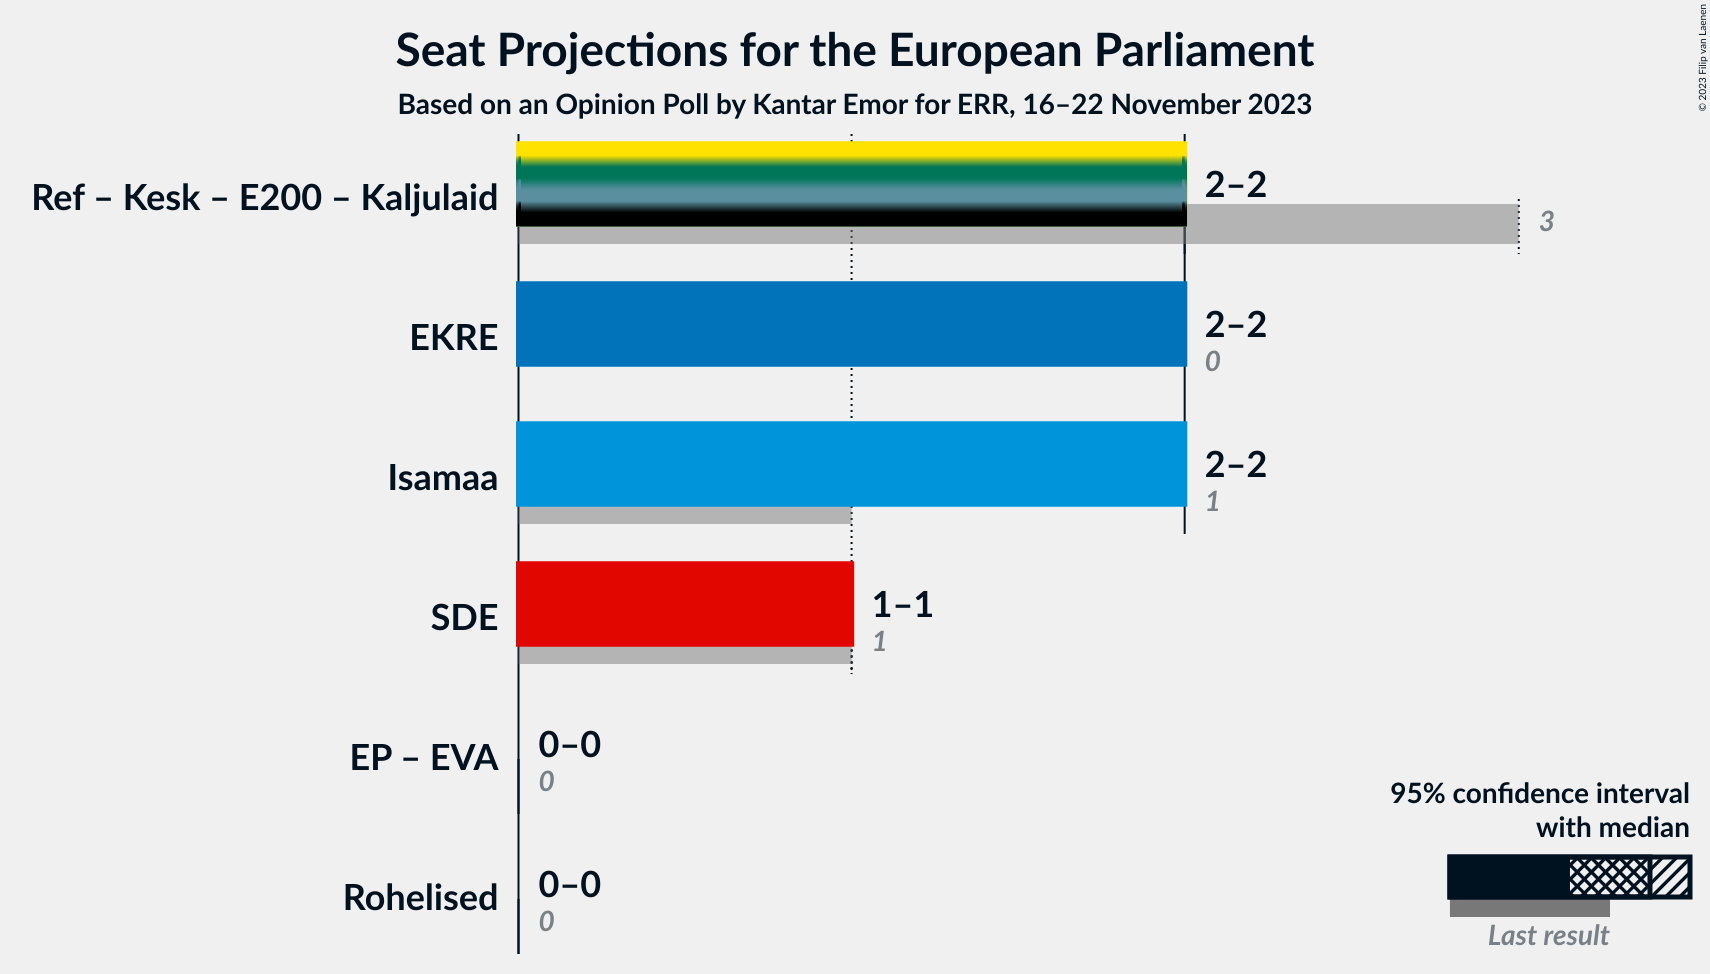 Seat Projections for the European Parliament
Based on an Opinion Poll by Kantar Emor for ERR, 16–22 November 2023
© 2023 Filip van Laenen
Ref – Kesk – E200 – Kaljulaid
2–2
3
EKRE
2–2
0
Isamaa
2–2
1
SDE
1–1
1
EP – EVA
0–0
0
Rohelised
0–0
0
95% confidence interval
with median
Last result